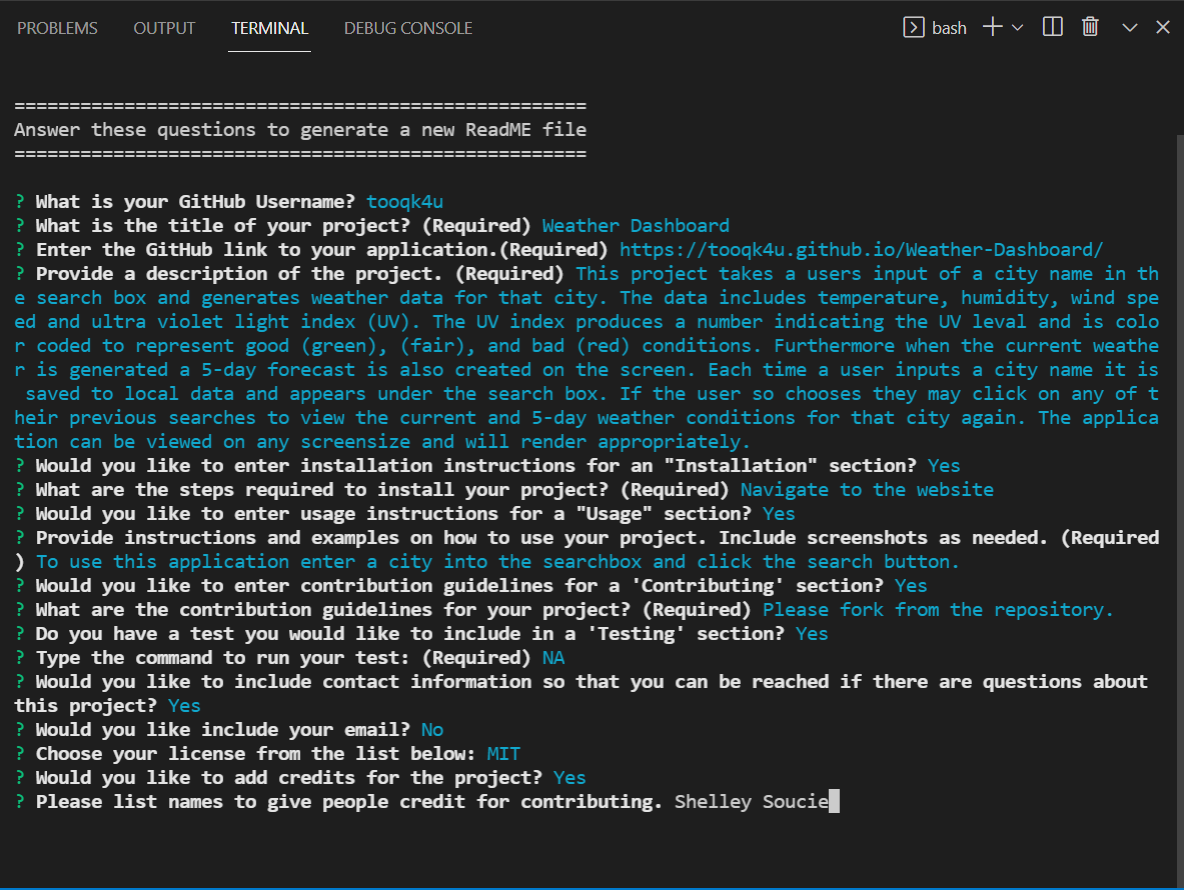 PROBLEMS OUTPUT TERMINAL DEBUG CONSOLE bash
====================================================
Answer these questions to generate a new ReadME file
====================================================
? What is your GitHub Username? tooqk4u
? What is the title of your project? (Required) Weather Dashboard
? Enter the GitHub link to your application.(Required) https://tooqk4u.github.io/Weather-Dashboard/
? Provide a description of the project. (Required) This project takes a users input of a city name in th
e search box and generates weather data for that city. The data includes temperature, humidity, wind spe
ed and ultra violet light index (UV). The UV index produces a number indicating the UV leval and is colo
r coded to represent good (green), (fair), and bad (red) conditions. Furthermore when the current weathe
r is generated a 5-day forecast is also created on the screen. Each time a user inputs a city name it is
 saved to local data and appears under the search box. If the user so chooses they may click on any of t
heir previous searches to view the current and 5-day weather conditions for that city again. The applica
tion can be viewed on any screensize and will render appropriately.
? Would you like to enter installation instructions for an "Installation" section? Yes
? What are the steps required to install your project? (Required) Navigate to the website
? Would you like to enter usage instructions for a "Usage" section? Yes
? Provide instructions and examples on how to use your project. Include screenshots as needed. (Required
) To use this application enter a city into the searchbox and click the search button.
? Would you like to enter contribution guidelines for a 'Contributing' section? Yes
? What are the contribution guidelines for your project? (Required) Please fork from the repository.
? Do you have a test you would like to include in a 'Testing' section? Yes
? Type the command to run your test: (Required) NA
? Would you like to include contact information so that you can be reached if there are questions about
this project? Yes
? Would you like include your email? No
? Choose your license from the list below: MIT
? Would you like to add credits for the project? Yes
? Please list names to give people credit for contributing. Shelley Soucie